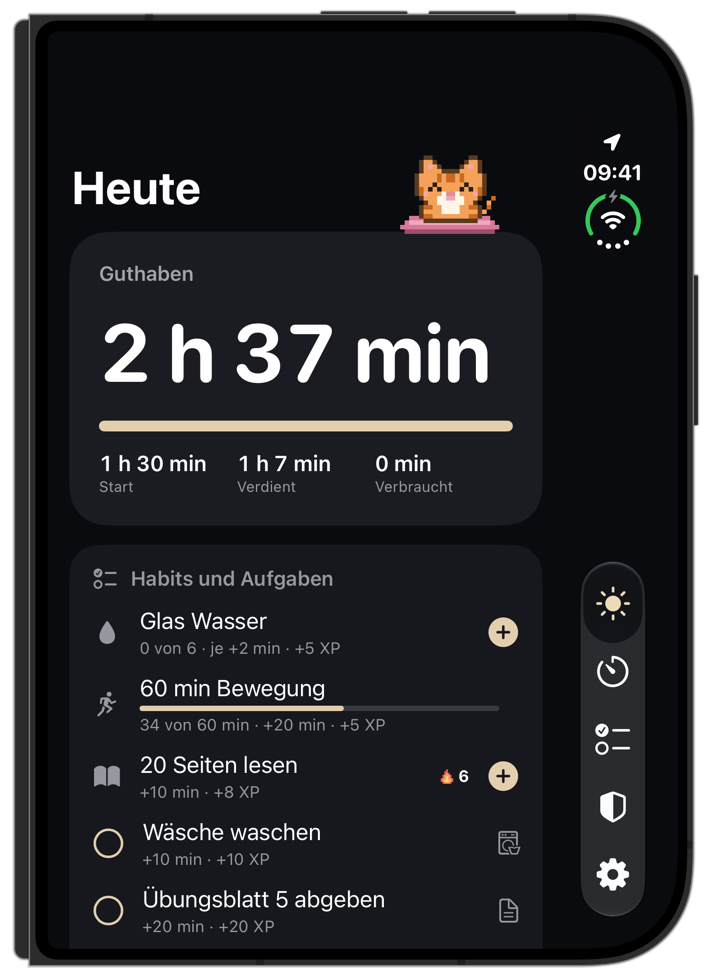 Heute
09:41
Guthaben
2 h 37 min
1 h 30 min
Start
1 h 7 min
Verdient
0 min
Verbraucht
Habits und Aufgaben
Glas Wasser
0 von 6 · je +2 min · +5 XP
60 min Bewegung
34 von 60 min · +20 min · +5 XP
20 Seiten lesen
6
+10 min · +8 XP
Wäsche waschen
+10 min · +10 XP
Übungsblatt 5 abgeben
+20 min · +20 XP